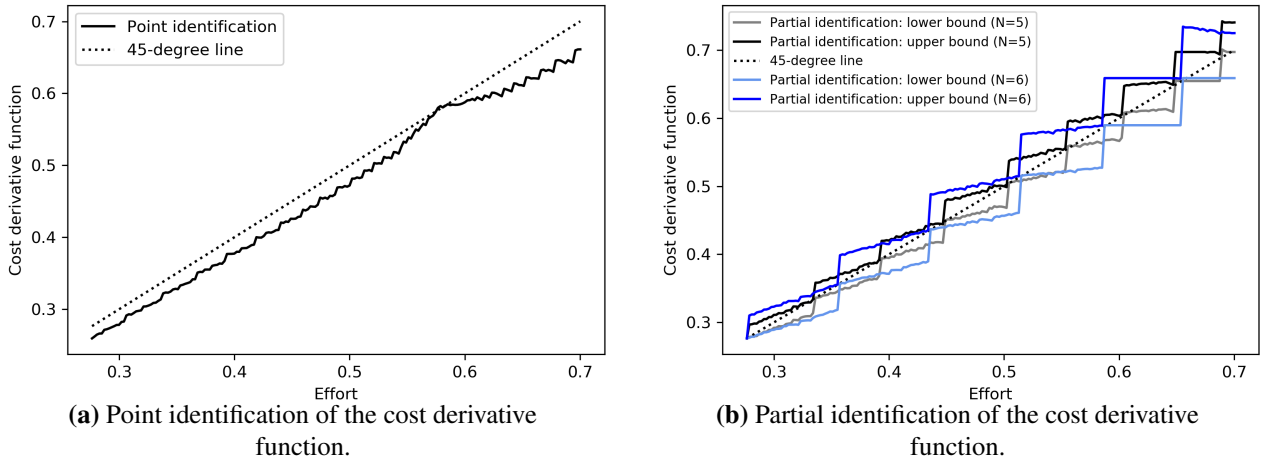 Point identification
45-degree line
0.7
0.6
0.5
0.4
0.3
Cost derivative function
0.3 0.4 0.5 0.6 0.7
Effort
(a) Point identification of the cost derivative
function.
Partial identification: lower bound (N=5)
Partial identification: upper bound (N=5)
45-degree line
Partial identification: lower bound (N=6)
Partial identification: upper bound (N=6)
0.7
0.6
0.5
0.4
0.3
Cost derivative function
0.3 0.4 0.5 0.6 0.7
Effort
(b) Partial identification of the cost derivative
function.